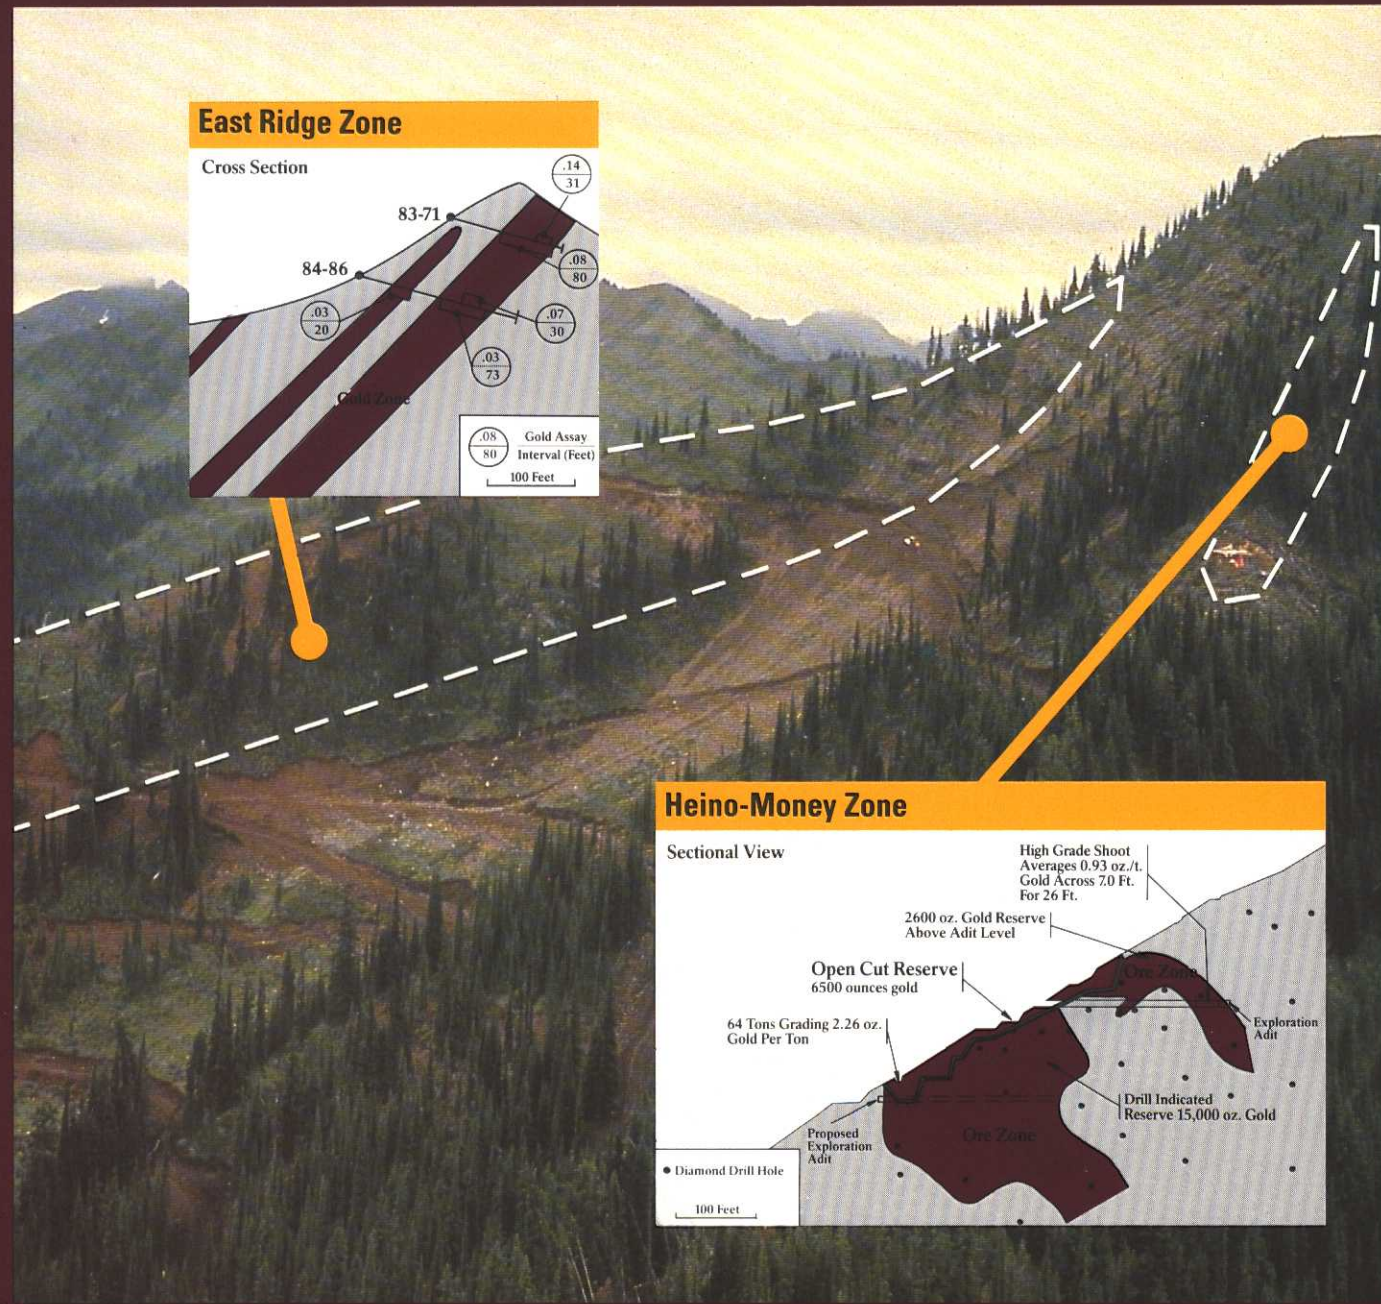 East Ridge Zone
Cross Section
.14
31
83-71
.08
80
84-86
.03
20
.07
30
.03
73
Gold Zone
.08
80
Gold Assay
Interval (Feet)
100 Feet
Heino-Money Zone
Sectional View
High Grade Shoot
Averages 0.93 oz./t.
Gold Across 7.0 Ft.
For 26 Ft.
2600 oz. Gold Reserve
Above Adit Level
Open Cut Reserve
6500 ounces gold
Ore Zone
64 Tons Grading 2.26 oz.
Gold Per Ton
Exploration
Adit
Drill Indicated
Reserve 15,000 oz. Gold
Proposed
Exploration
Adit
Ore Zone
Diamond Drill Hole
100 Feet